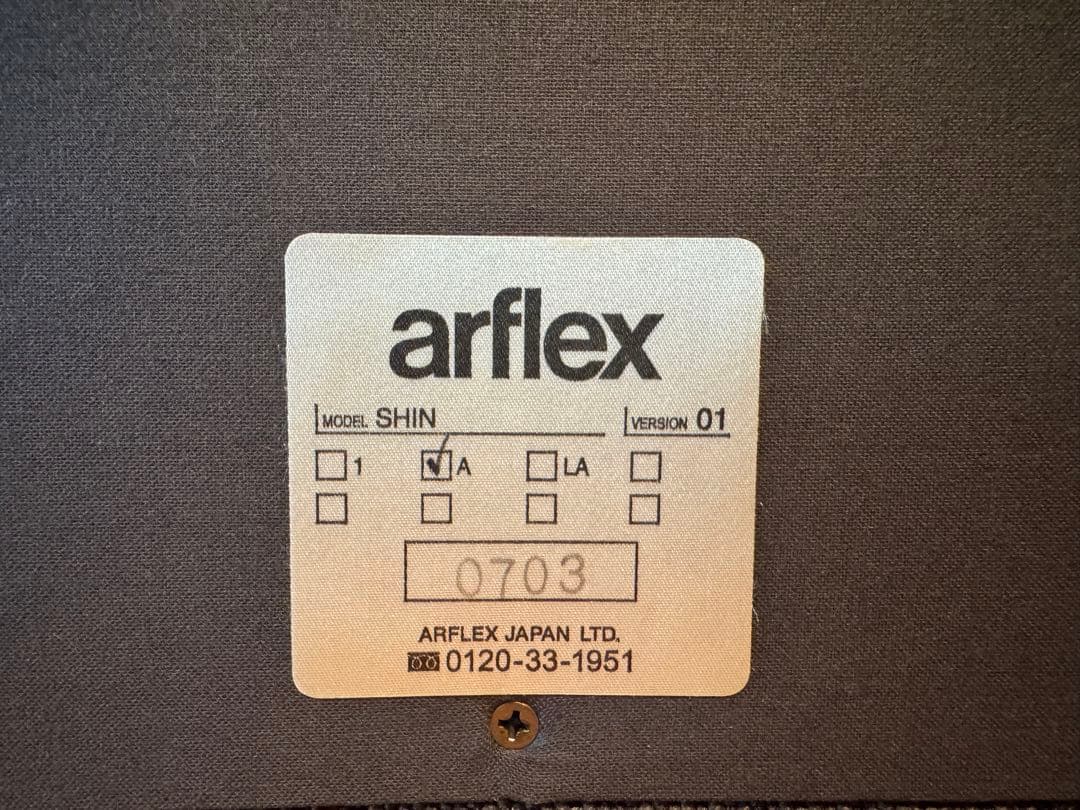 arflex
MODEL SHIN VERSION 01
☐ 1 ☑ A ☐ LA ☐
☐ ☐ ☐ ☐
0703
ARFLEX JAPAN LTD.
0120-33-1951